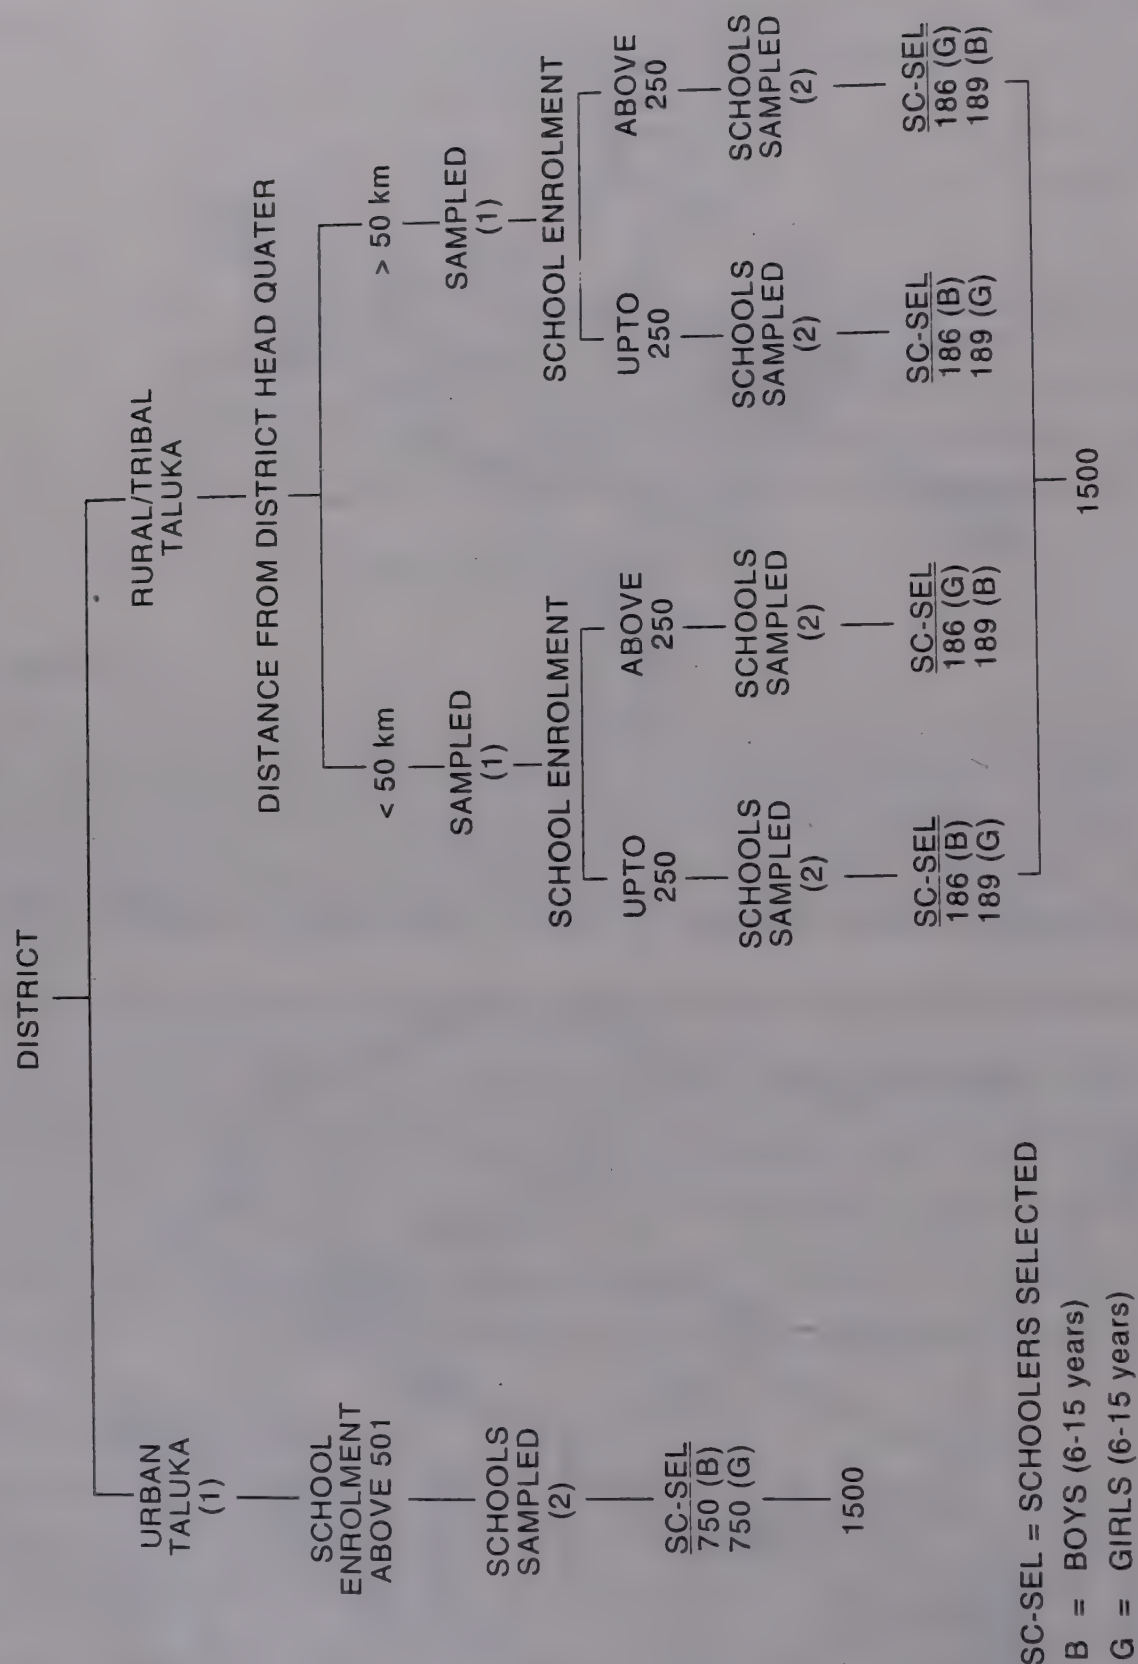 DISTRICT
URBAN
TALUKA
(1)
SCHOOL
ENROLMENT
ABOVE 501
SCHOOLS
SAMPLED
(2)
SC-SEL
750 (B)
750 (G)
1500
RURAL/TRIBAL
TALUKA
DISTANCE FROM DISTRICT HEAD QUATER
< 50 km
SAMPLED
(1)
SCHOOL ENROLMENT
UPTO
250
SCHOOLS
SAMPLED
(2)
SC-SEL
186 (B)
189 (G)
ABOVE
250
SCHOOLS
SAMPLED
(2)
SC-SEL
186 (G)
189 (B)
> 50 km
SAMPLED
(1)
SCHOOL ENROLMENT
UPTO
250
SCHOOLS
SAMPLED
(2)
SC-SEL
186 (B)
189 (G)
ABOVE
250
SCHOOLS
SAMPLED
(2)
SC-SEL
186 (G)
189 (B)
1500
SC-SEL = SCHOOLERS SELECTED
B = BOYS (6-15 years)
G = GIRLS (6-15 years)